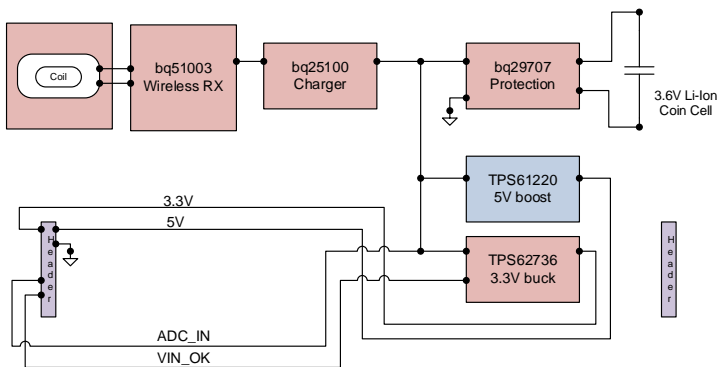 Coil
bq51003
Wireless RX
bq25100
Charger
bq29707
Protection
3.6V Li-Ion
Coin Cell
TPS61220
5V boost
3.3V
5V
Header
TPS62736
3.3V buck
Header
ADC_IN
VIN_OK